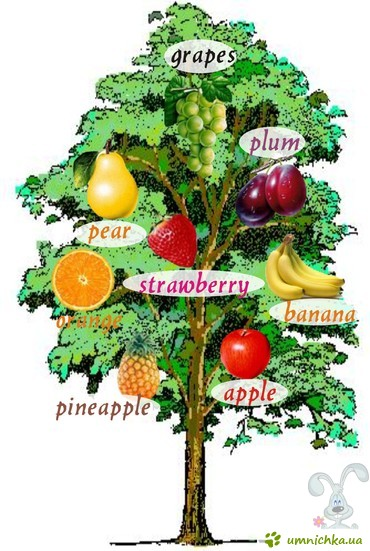 grapes
plum
pear
strawberry
orange
banana
apple
pineapple
umnichka.ua